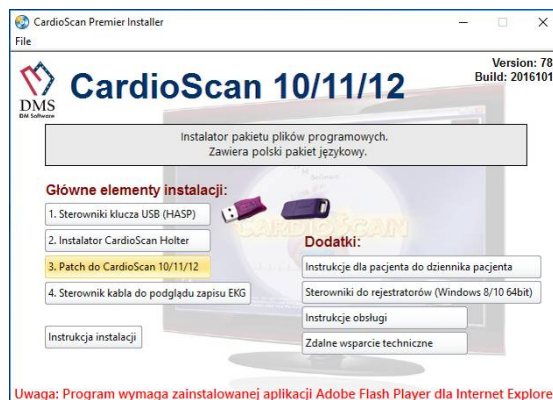 CardioScan Premier Installer
File
DMS
DM Software
CardioScan 10/11/12
Version: 78
Build: 2016101
Instalator pakietu plików programowych.
Zawiera polski pakiet językowy.
Główne elementy instalacji:
1. Sterowniki klucza USB (HASP)
2. Instalator CardioScan Holter
3. Patch do CardioScan 10/11/12
4. Sterownik kabla do podglądu zapisu EKG
Instrukcja instalacji
CARDIOSCAN
Dodatki:
Instrukcje dla pacjenta do dziennika pacjenta
Sterowniki do rejestratorów (Windows 8/10 64bit)
Instrukcje obsługi
Zdalne wsparcie techniczne
Uwaga: Program wymaga zainstalowanej aplikacji Adobe Flash Player dla Internet Explore